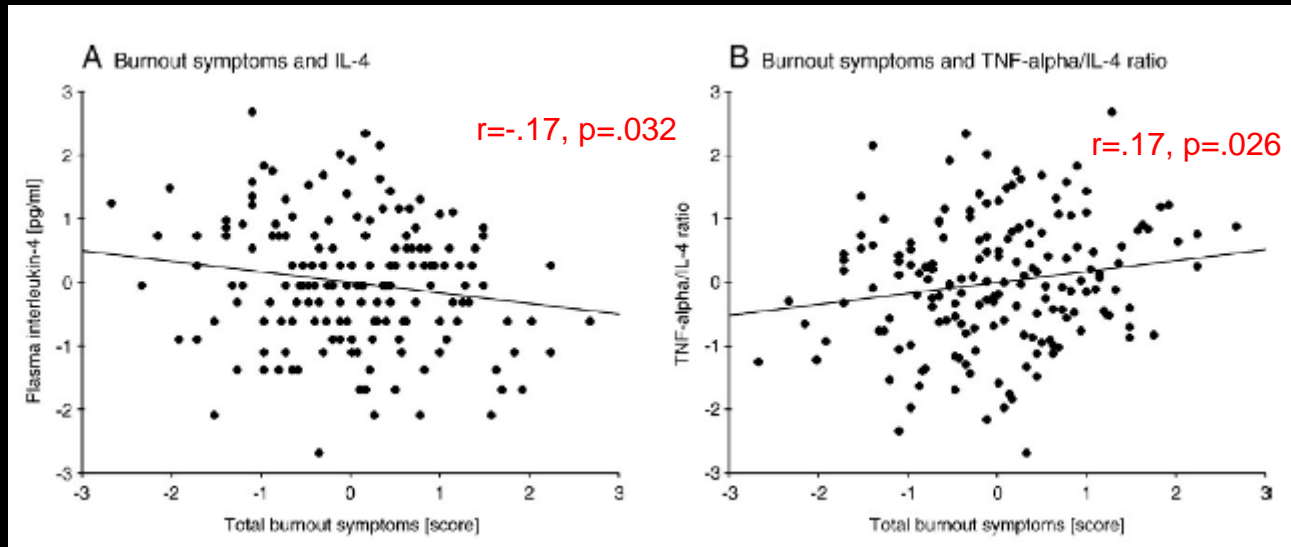 A Burnout symptoms and IL-4
r=-.17, p=.032
Plasma interleukin-4 [pg/ml]
3
2
1
0
-1
-2
-3
-3 -2 -1 0 1 2 3
Total burnout symptoms [score]
B Burnout symptoms and TNF-alpha/IL-4 ratio
r=.17, p=.026
TNF-alpha/IL-4 ratio
3
2
1
0
-1
-2
-3
-3 -2 -1 0 1 2 3
Total burnout symptoms [score]